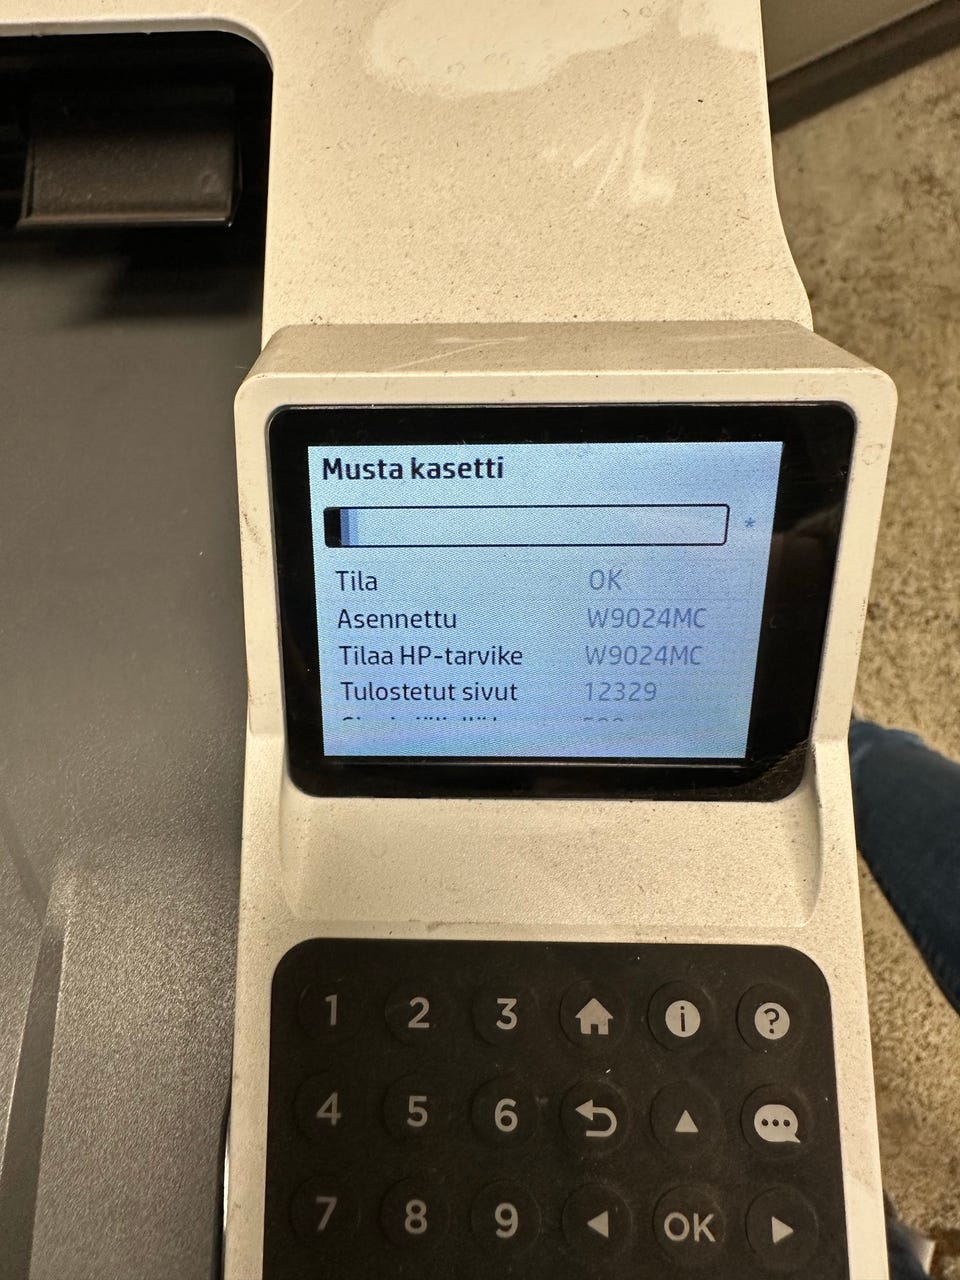 Musta kasetti
*
Tila OK
Asennettu W9024MC
Tilaa HP-tarvike W9024MC
Tulostetut sivut 12329
1 2 3 i ?
4 5 6
7 8 9 OK